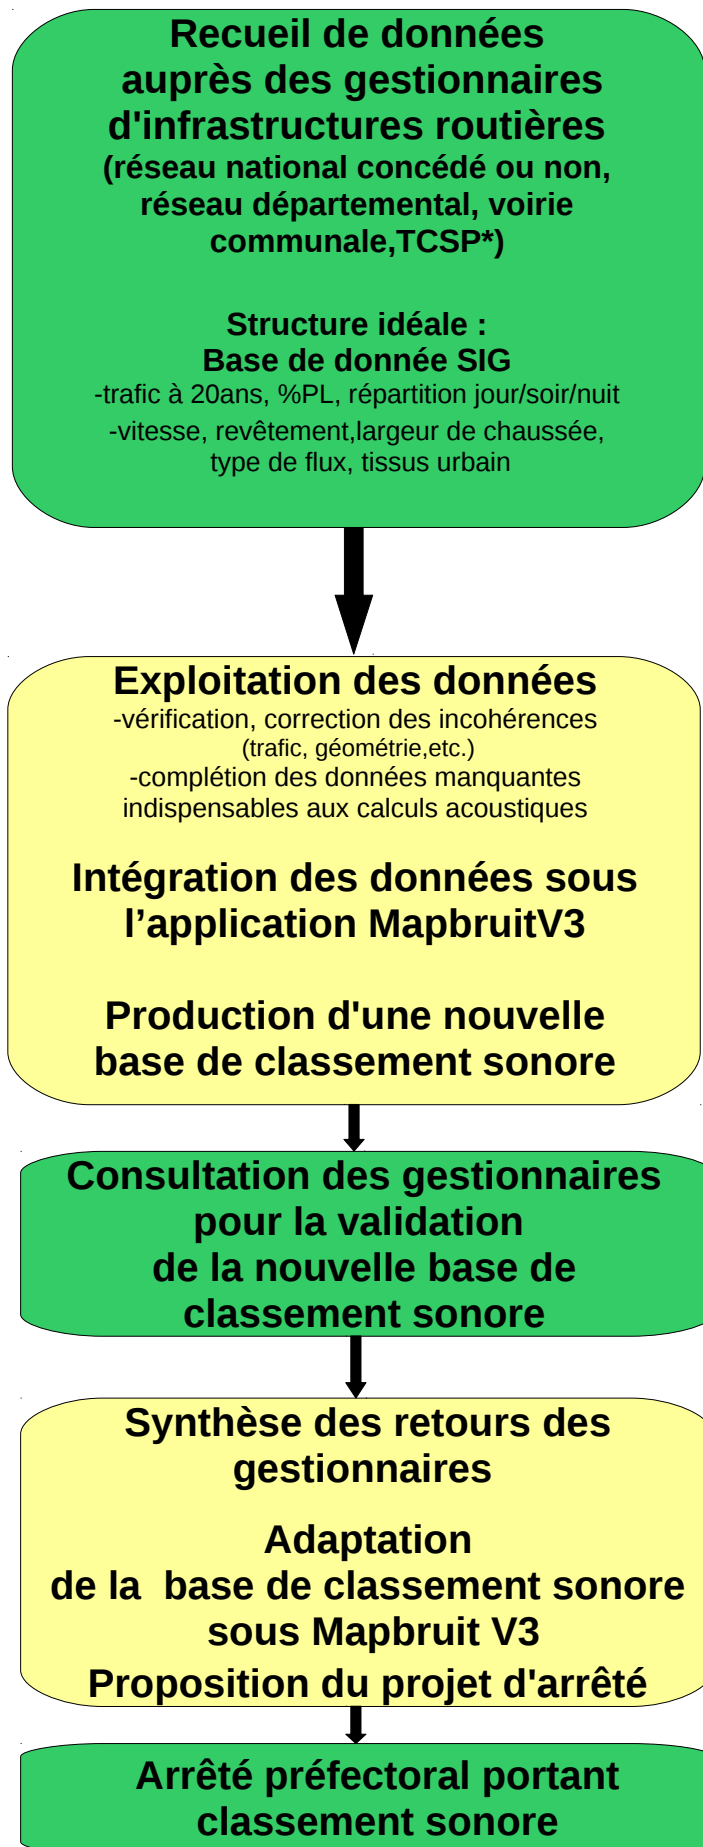 Recueil de données
auprès des gestionnaires
d'infrastructures routières
(réseau national concédé ou non,
réseau départemental, voirie
communale,TCSP*)
Structure idéale :
Base de donnée SIG
-trafic à 20ans, %PL, répartition jour/soir/nuit
-vitesse, revêtement,largeur de chaussée,
type de flux, tissus urbain
Exploitation des données
-vérification, correction des incohérences
(trafic, géométrie,etc.)
-complétion des données manquantes
indispensables aux calculs acoustiques
Intégration des données sous
l’application MapbruitV3
Production d'une nouvelle
base de classement sonore
Consultation des gestionnaires
pour la validation
de la nouvelle base de
classement sonore
Synthèse des retours des
gestionnaires
Adaptation
de la  base de classement sonore
sous Mapbruit V3
Proposition du projet d'arrêté
Arrêté préfectoral portant
classement sonore